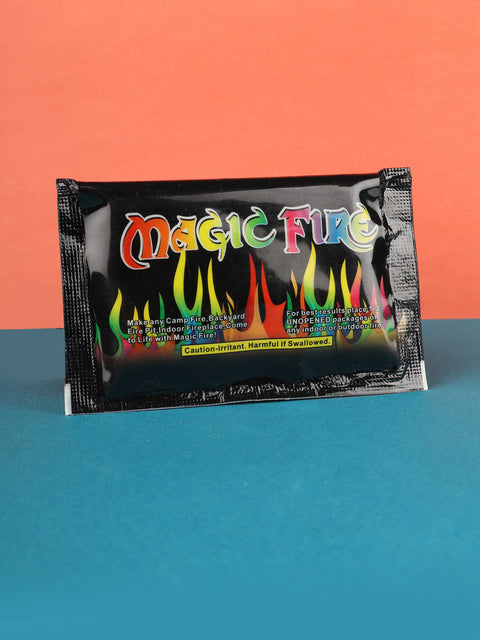 Magic Fire
Make any Camp Fire,Backyard
Fire Pit,Indoor Fireplace Come
to Life with Magic Fire!
For best results place
UNOPENED packages on
any indoor or outdoor fire
Caution-Irritant. Harmful if Swallowed.